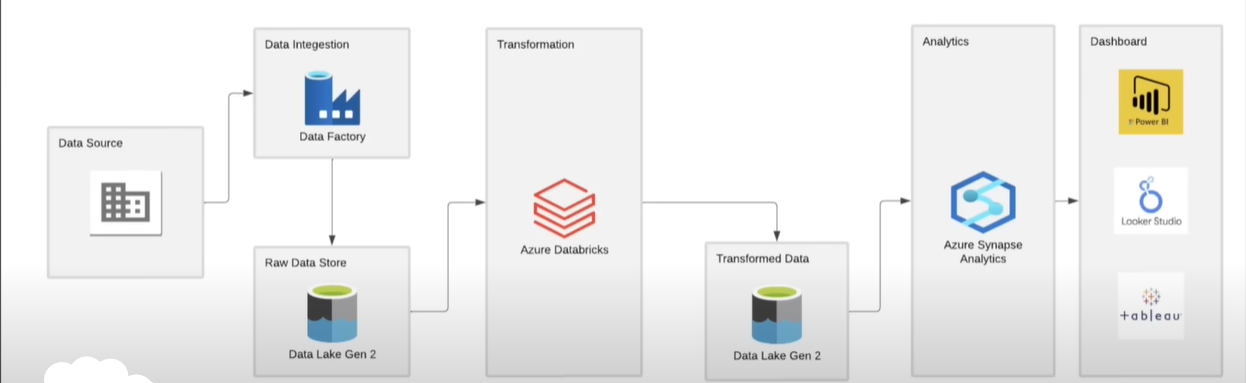 Data Source
Data Integestion
Data Factory
Raw Data Store
Data Lake Gen 2
Transformation
Azure Databricks
Transformed Data
Data Lake Gen 2
Analytics
Azure Synapse
Analytics
Dashboard
Power BI
Looker Studio
+ableau